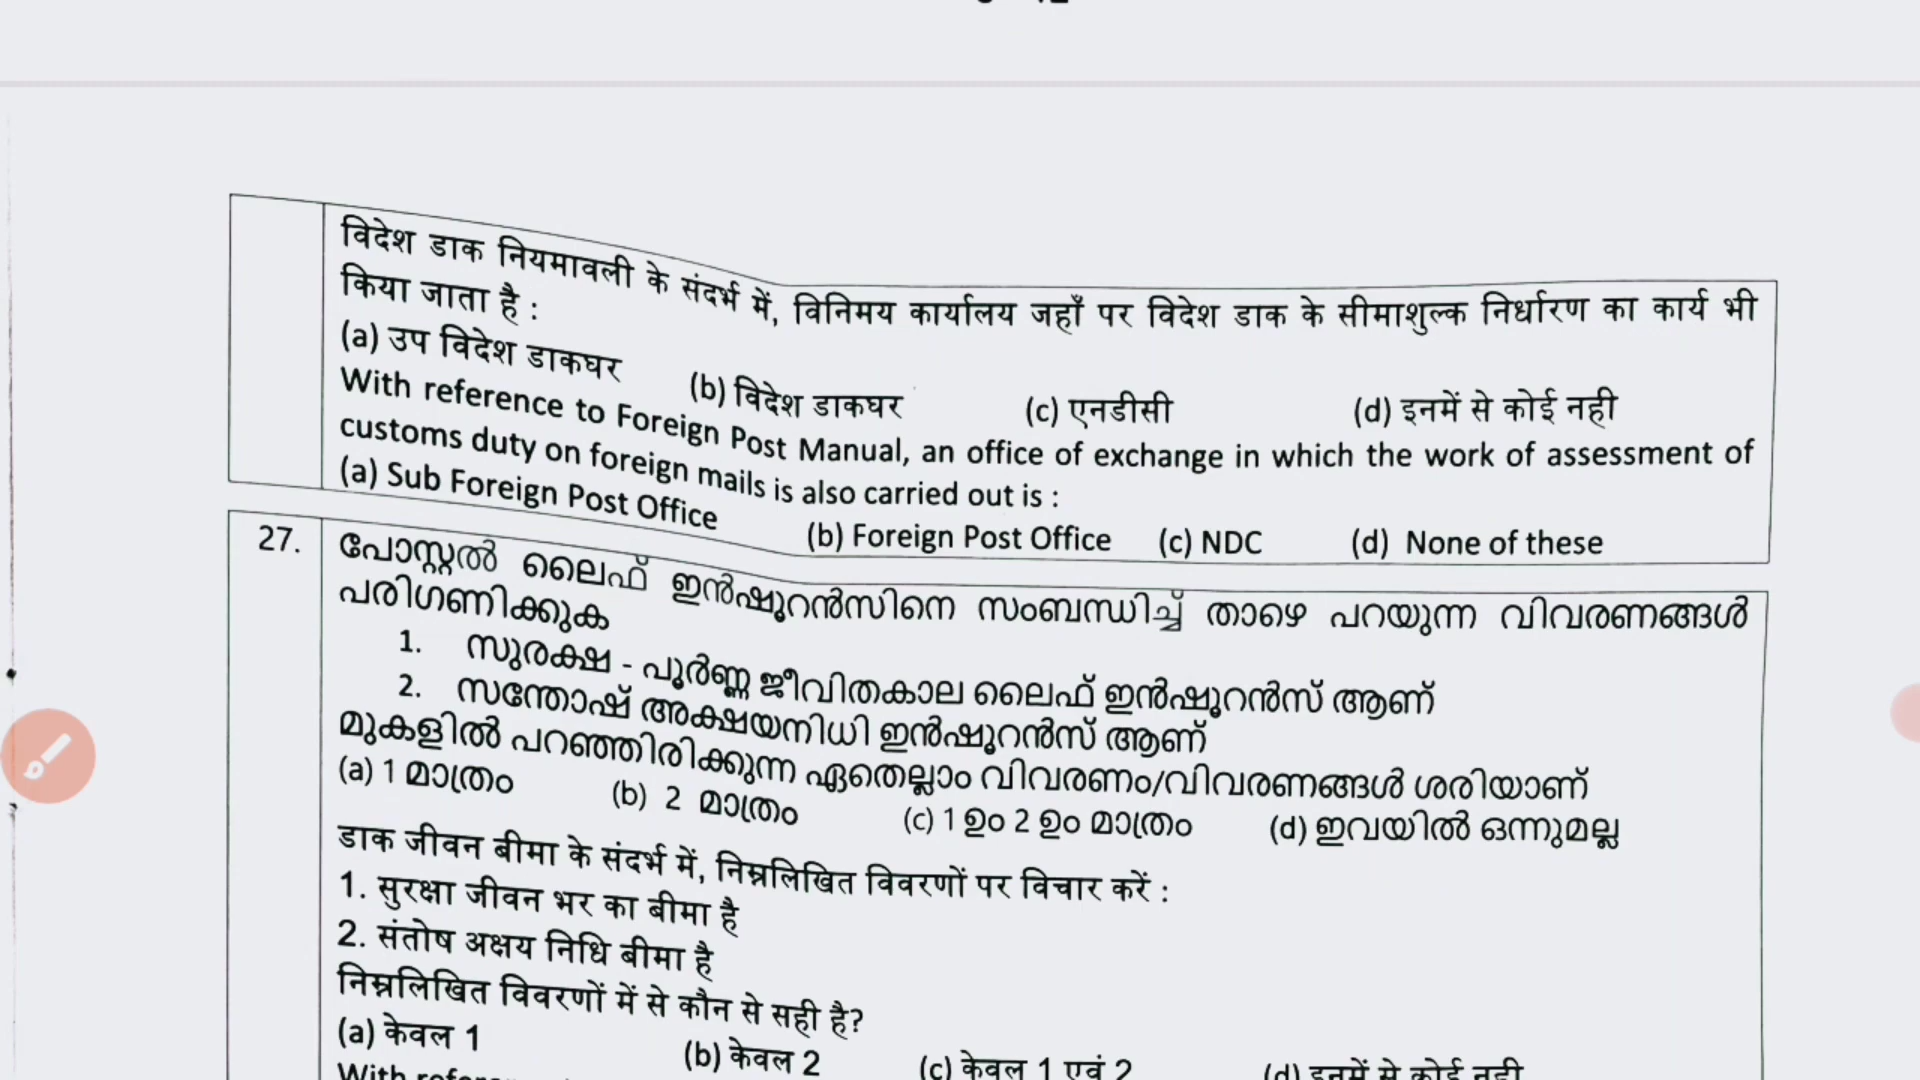 विदेश डाक नियमावली के संदर्भ में, विनिमय कार्यालय जहाँ पर विदेश डाक के सीमाशुल्क निर्धारण का कार्य भी
किया जाता है :
(a) उप विदेश डाकघर (b) विदेश डाकघर (c) एनडीसी (d) इनमें से कोई नही
With reference to Foreign Post Manual, an office of exchange in which the work of assessment of
customs duty on foreign mails is also carried out is :
(a) Sub Foreign Post Office (b) Foreign Post Office (c) NDC (d) None of these
27. പോസ്റ്റൽ ലൈഫ് ഇൻഷൂറൻസിനെ സംബന്ധിച്ച് താഴെ പറയുന്ന വിവരണങ്ങൾ
പരിഗണിക്കുക
1. സുരക്ഷ - പൂർണ്ണ ജീവിതകാല ലൈഫ് ഇൻഷൂറൻസ് ആണ്
2. സന്തോഷ് അക്ഷയനിധി ഇൻഷൂറൻസ് ആണ്
മുകളിൽ പറഞ്ഞിരിക്കുന്ന ഏതെല്ലാം വിവരണം/വിവരണങ്ങൾ ശരിയാണ്
(a) 1 മാത്രം (b) 2 മാത്രം (c) 1 ഉം 2 ഉം മാത്രം (d) ഇവയിൽ ഒന്നുമല്ല
डाक जीवन बीमा के संदर्भ में, निम्नलिखित विवरणों पर विचार करें :
1. सुरक्षा जीवन भर का बीमा है
2. संतोष अक्षय निधि बीमा है
निम्नलिखित विवरणों में से कौन से सही है?
(a) केवल 1 (b) केवल 2 (c) केवल 1 एवं 2 (d) इनमें से कोई नही
With